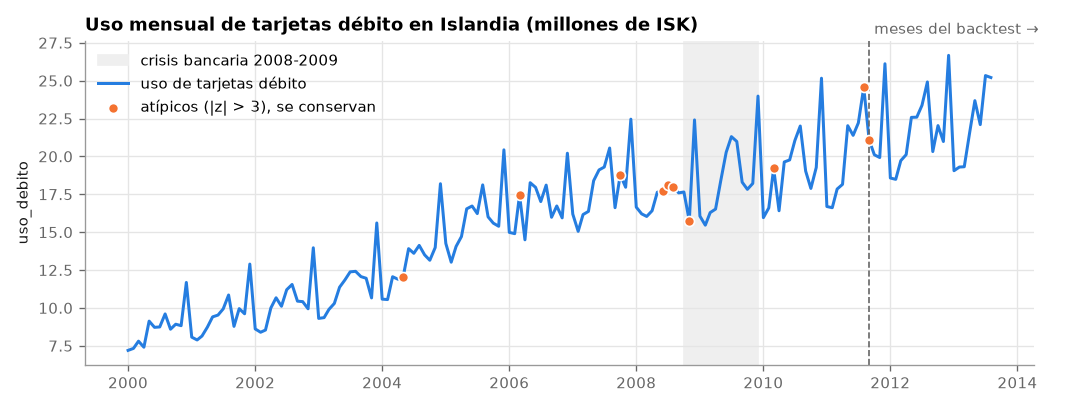 Uso mensual de tarjetas débito en Islandia (millones de ISK)
meses del backtest →
crisis bancaria 2008-2009
uso de tarjetas débito
atípicos (|z| > 3), se conservan
uso_debito
27.5
25.0
22.5
20.0
17.5
15.0
12.5
10.0
7.5
2000 2002 2004 2006 2008 2010 2012 2014